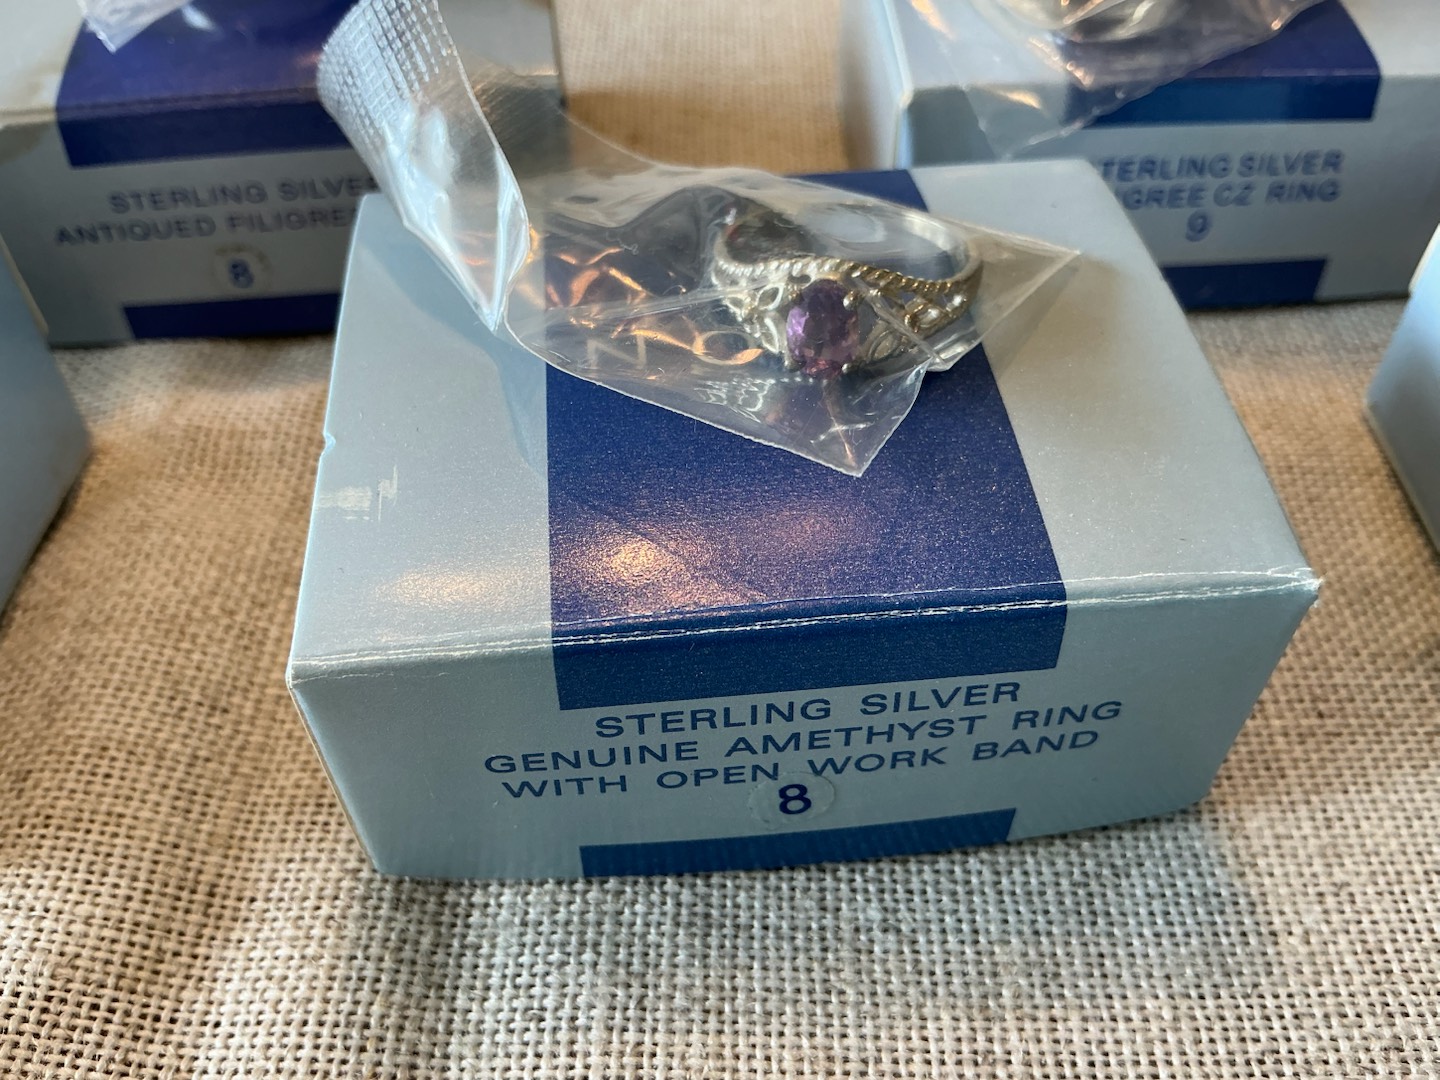 STERLING SILVER
ANTIQUED FILIGREE
8
STERLING SILVER
CZ RING
9
STERLING SILVER
GENUINE AMETHYST RING
WITH OPEN WORK BAND
8